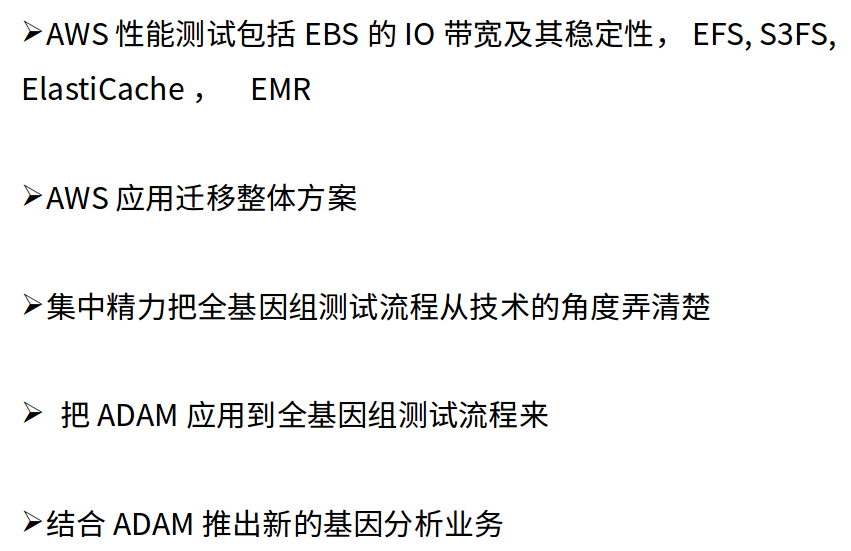 ➢AWS 性能测试包括 EBS 的 IO 带宽及其稳定性， EFS, S3FS,
ElastiCache ， EMR
➢AWS 应用迁移整体方案
➢集中精力把全基因组测试流程从技术的角度弄清楚
➢ 把 ADAM 应用到全基因组测试流程来
➢结合 ADAM 推出新的基因分析业务